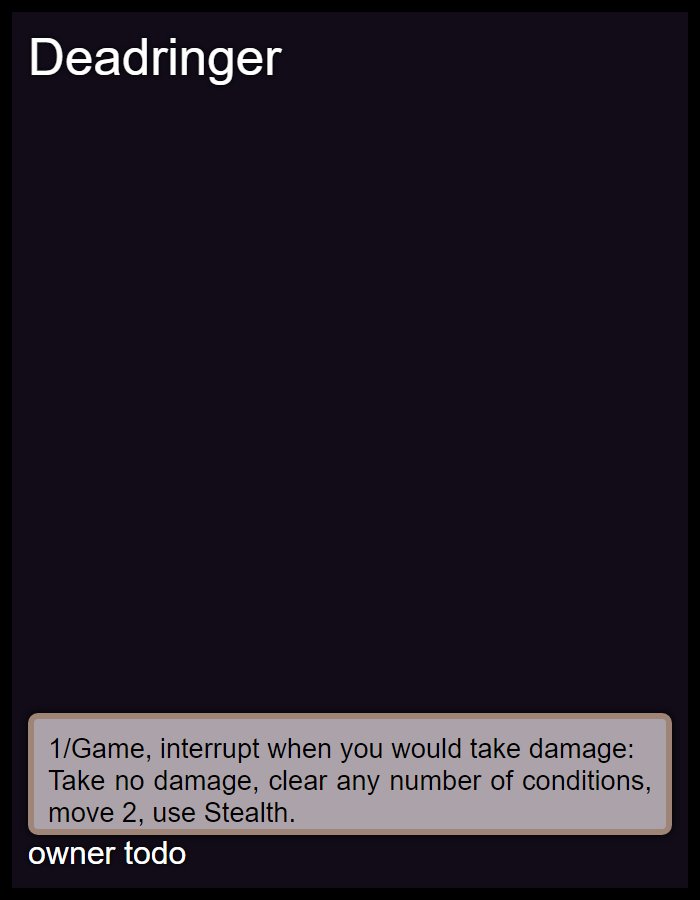 Deadringer
1/Game, interrupt when you would take damage:
Take no damage, clear any number of conditions,
move 2, use Stealth.
owner todo